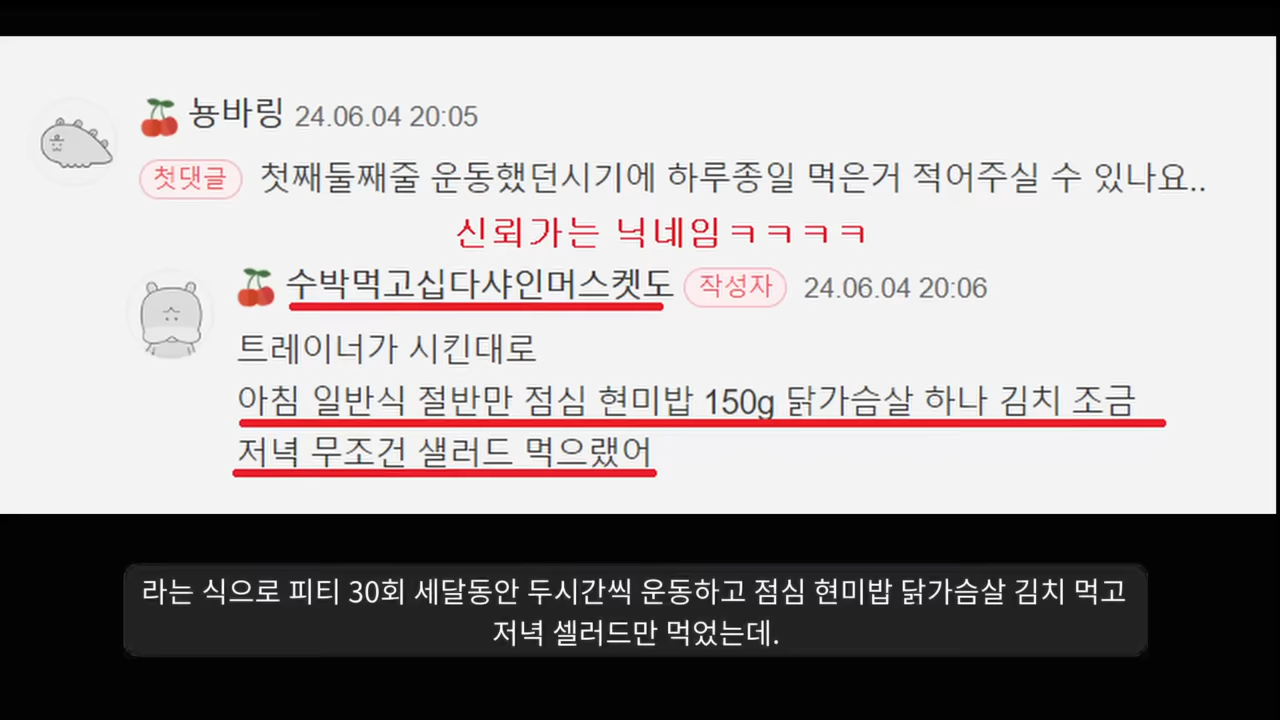 뇽바링 24.06.04 20:05
첫댓글 첫째둘째줄 운동했던시기에 하루종일 먹은거 적어주실 수 있나요..
신뢰가는 닉네임ㅋㅋㅋㅋ
수박먹고십다샤인머스켓도 작성자 24.06.04 20:06
트레이너가 시킨대로
아침 일반식 절반만 점심 현미밥 150g 닭가슴살 하나 김치 조금
저녁 무조건 샐러드 먹으랬어
라는 식으로 피티 30회 세달동안 두시간씩 운동하고 점심 현미밥 닭가슴살 김치 먹고
저녁 셀러드만 먹었는데.